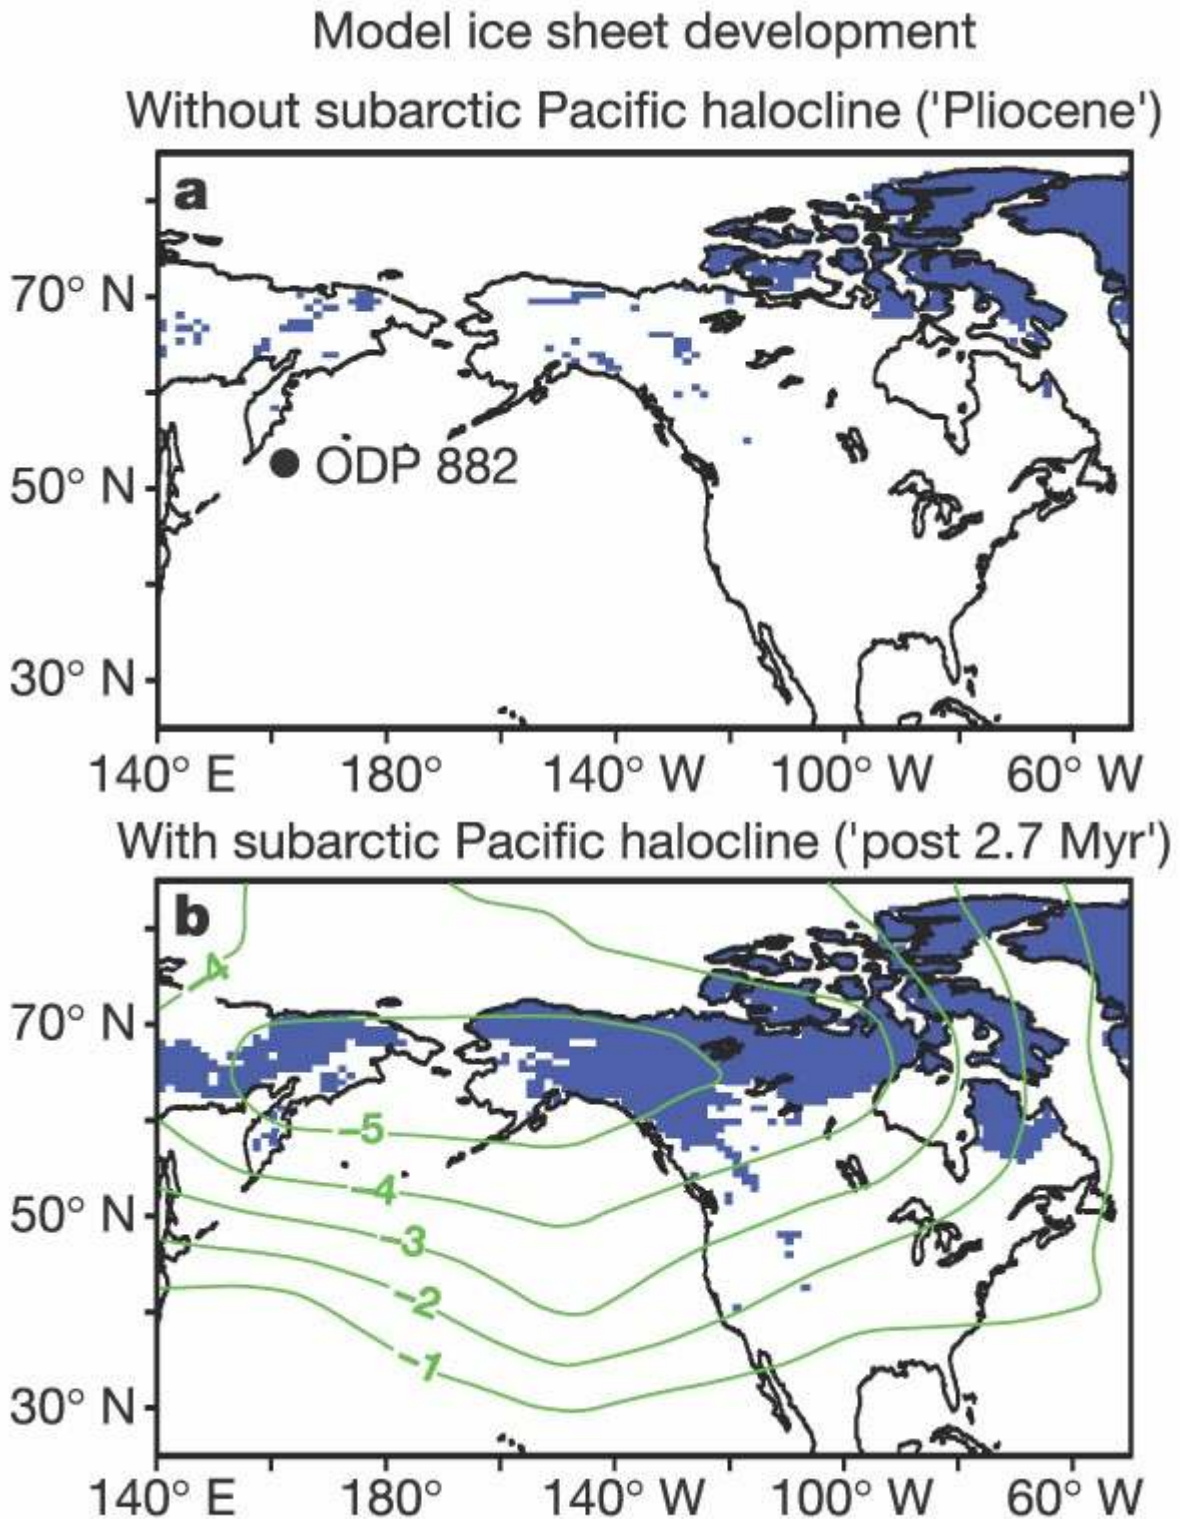 Model ice sheet development
Without subarctic Pacific halocline ('Pliocene')
a
70° N
50° N
30° N
ODP 882
140° E 180° 140° W 100° W 60° W
With subarctic Pacific halocline ('post 2.7 Myr')
b
-4
70° N
-5
-4
50° N
-3
-2
-1
30° N
140° E 180° 140° W 100° W 60° W